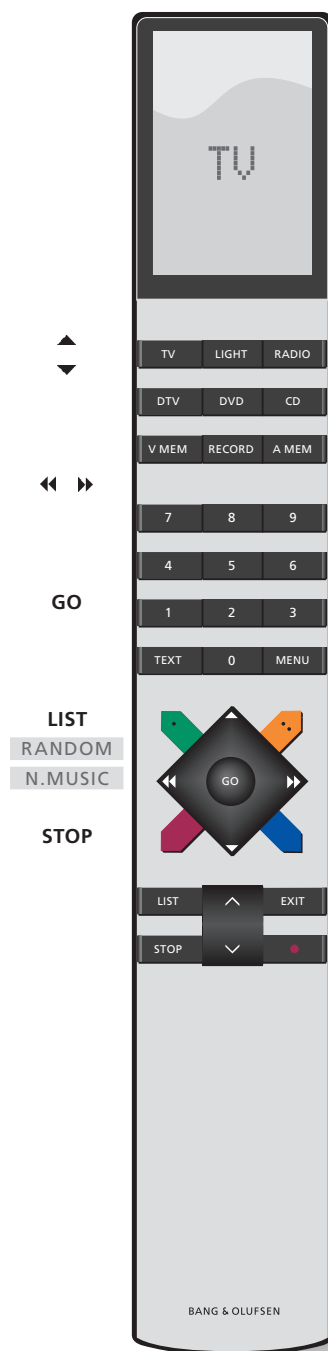 TV
TV LIGHT RADIO
DTV DVD CD
V MEM RECORD A MEM
7 8 9
4 5 6
GO
1 2 3
TEXT 0 MENU
LIST
RANDOM
N.MUSIC
GO
STOP
LIST EXIT
STOP
BANG & OLUFSEN